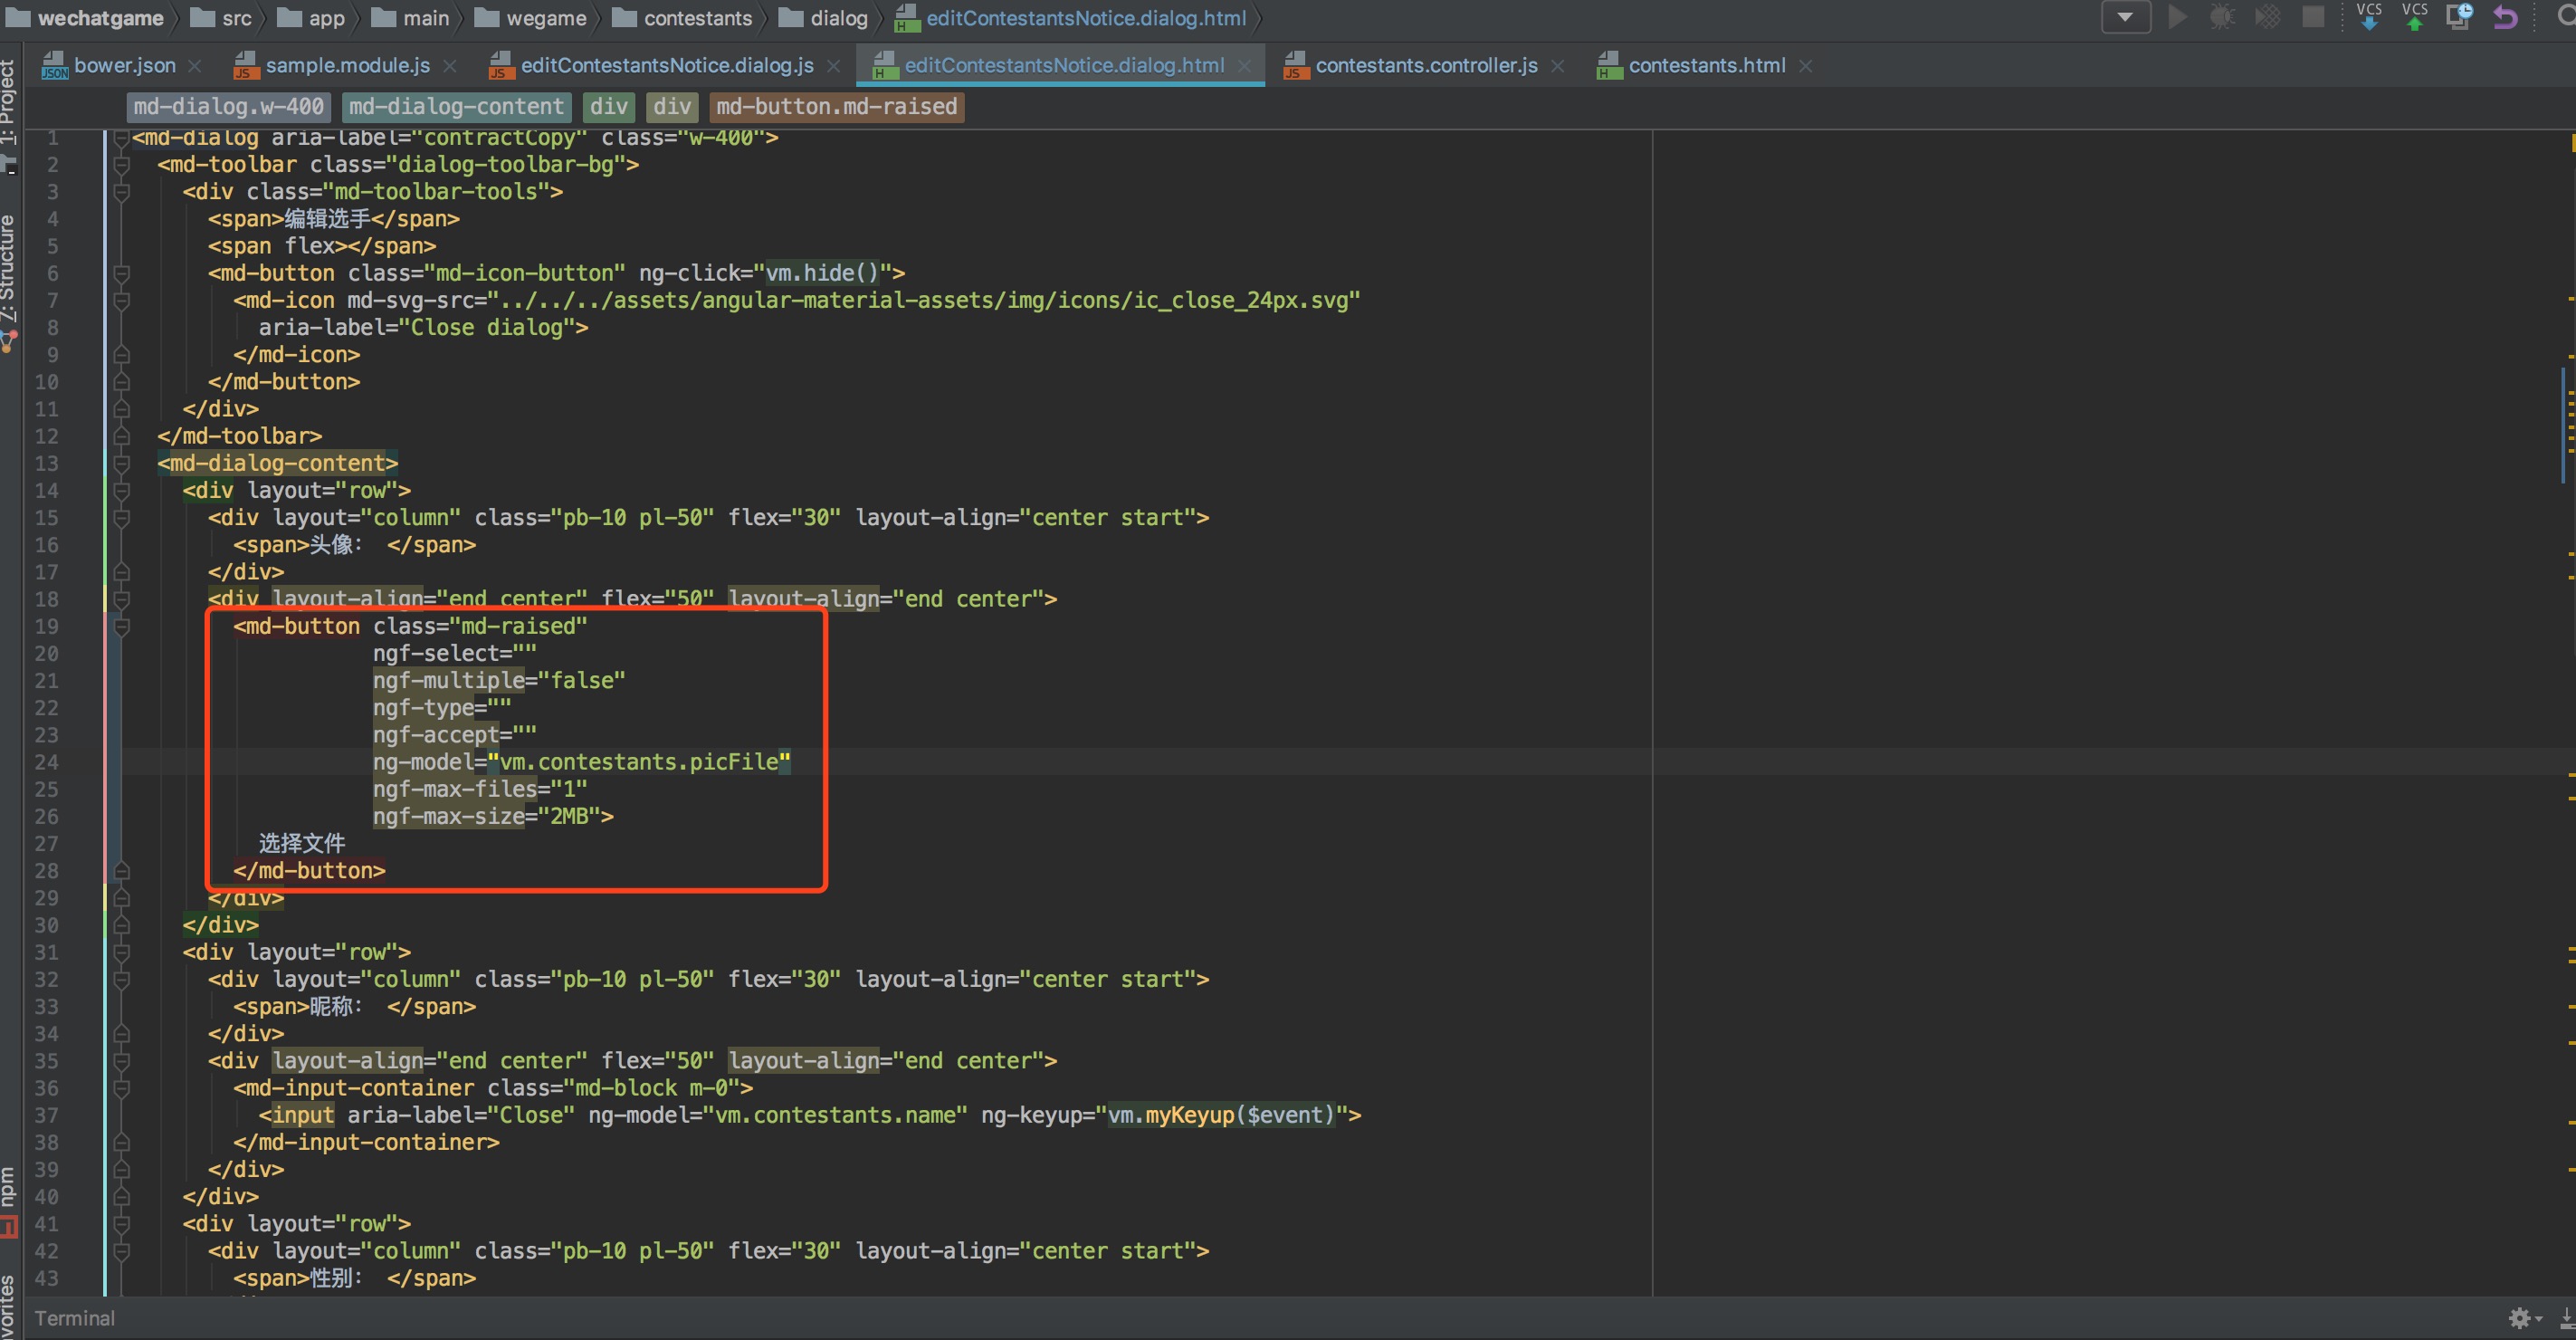 wechatgame src app main wegame contestants dialog editContestantsNotice.dialog.html
VCS VCS
bower.json sample.module.js editContestantsNotice.dialog.js editContestantsNotice.dialog.html contestants.controller.js contestants.html
md-dialog.w-400 md-dialog-content div div md-button.md-raised
1: Project
7: Structure
npm
1 <md-dialog aria-label="contractCopy" class="w-400">
2 <md-toolbar class="dialog-toolbar-bg">
3 <div class="md-toolbar-tools">
4 <span>编辑选手</span>
5 <span flex></span>
6 <md-button class="md-icon-button" ng-click="vm.hide()">
7 <md-icon md-svg-src="../../../assets/angular-material-assets/img/icons/ic_close_24px.svg"
8 aria-label="Close dialog">
9 </md-icon>
10 </md-button>
11 </div>
12 </md-toolbar>
13 <md-dialog-content>
14 <div layout="row">
15 <div layout="column" class="pb-10 pl-50" flex="30" layout-align="center start">
16 <span>头像： </span>
17 </div>
18 <div layout-align="end center" flex="50" layout-align="end center">
19 <md-button class="md-raised"
20 ngf-select=""
21 ngf-multiple="false"
22 ngf-type=""
23 ngf-accept=""
24 ng-model="vm.contestants.picFile"
25 ngf-max-files="1"
26 ngf-max-size="2MB">
27 选择文件
28 </md-button>
29 </div>
30 </div>
31 <div layout="row">
32 <div layout="column" class="pb-10 pl-50" flex="30" layout-align="center start">
33 <span>昵称： </span>
34 </div>
35 <div layout-align="end center" flex="50" layout-align="end center">
36 <md-input-container class="md-block m-0">
37 <input aria-label="Close" ng-model="vm.contestants.name" ng-keyup="vm.myKeyup($event)">
38 </md-input-container>
39 </div>
40 </div>
41 <div layout="row">
42 <div layout="column" class="pb-10 pl-50" flex="30" layout-align="center start">
43 <span>性别： </span>
Terminal